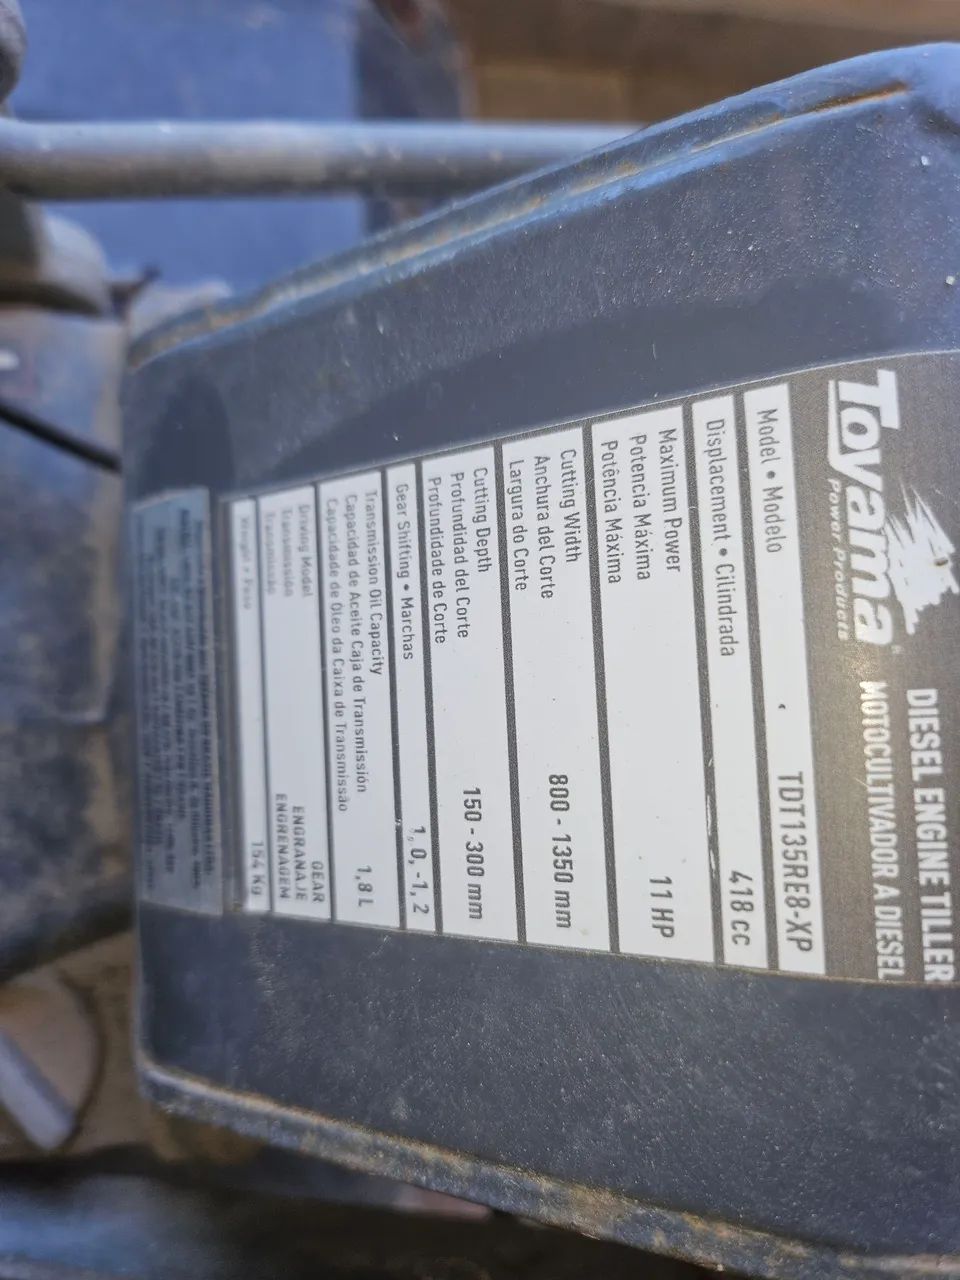 Toyama®
Power Products
DIESEL ENGINE TILLER
MOTOCULTIVADOR A DIESEL
Model • Modelo TDT135RE8-XP
Displacement • Cilindrada 418 cc
Maximum Power
Potencia Máxima
Potência Máxima
11 HP
Cutting Width
Anchura del Corte
Largura do Corte
800 - 1350 mm
Cutting Depth
Profundidad del Corte
Profundidade de Corte
150 - 300 mm
Gear Shifting • Marchas 1, 0, -1, 2
Transmission Oil Capacity
Capacidad de Aceite Caja de Transmisión
Capacidade de Óleo da Caixa de Transmissão
1,8 L
Driving Model
Transmission
Transmissão
GEAR
ENGRANAJE
ENGRENAGEM
Weight • Peso 154 Kg